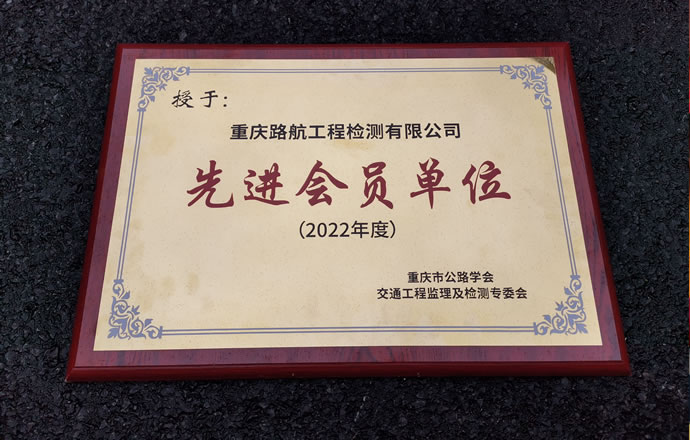 授于：
重庆路航工程检测有限公司
先进会员单位
（2022年度）
重庆市公路学会
交通工程监理及检测专委会